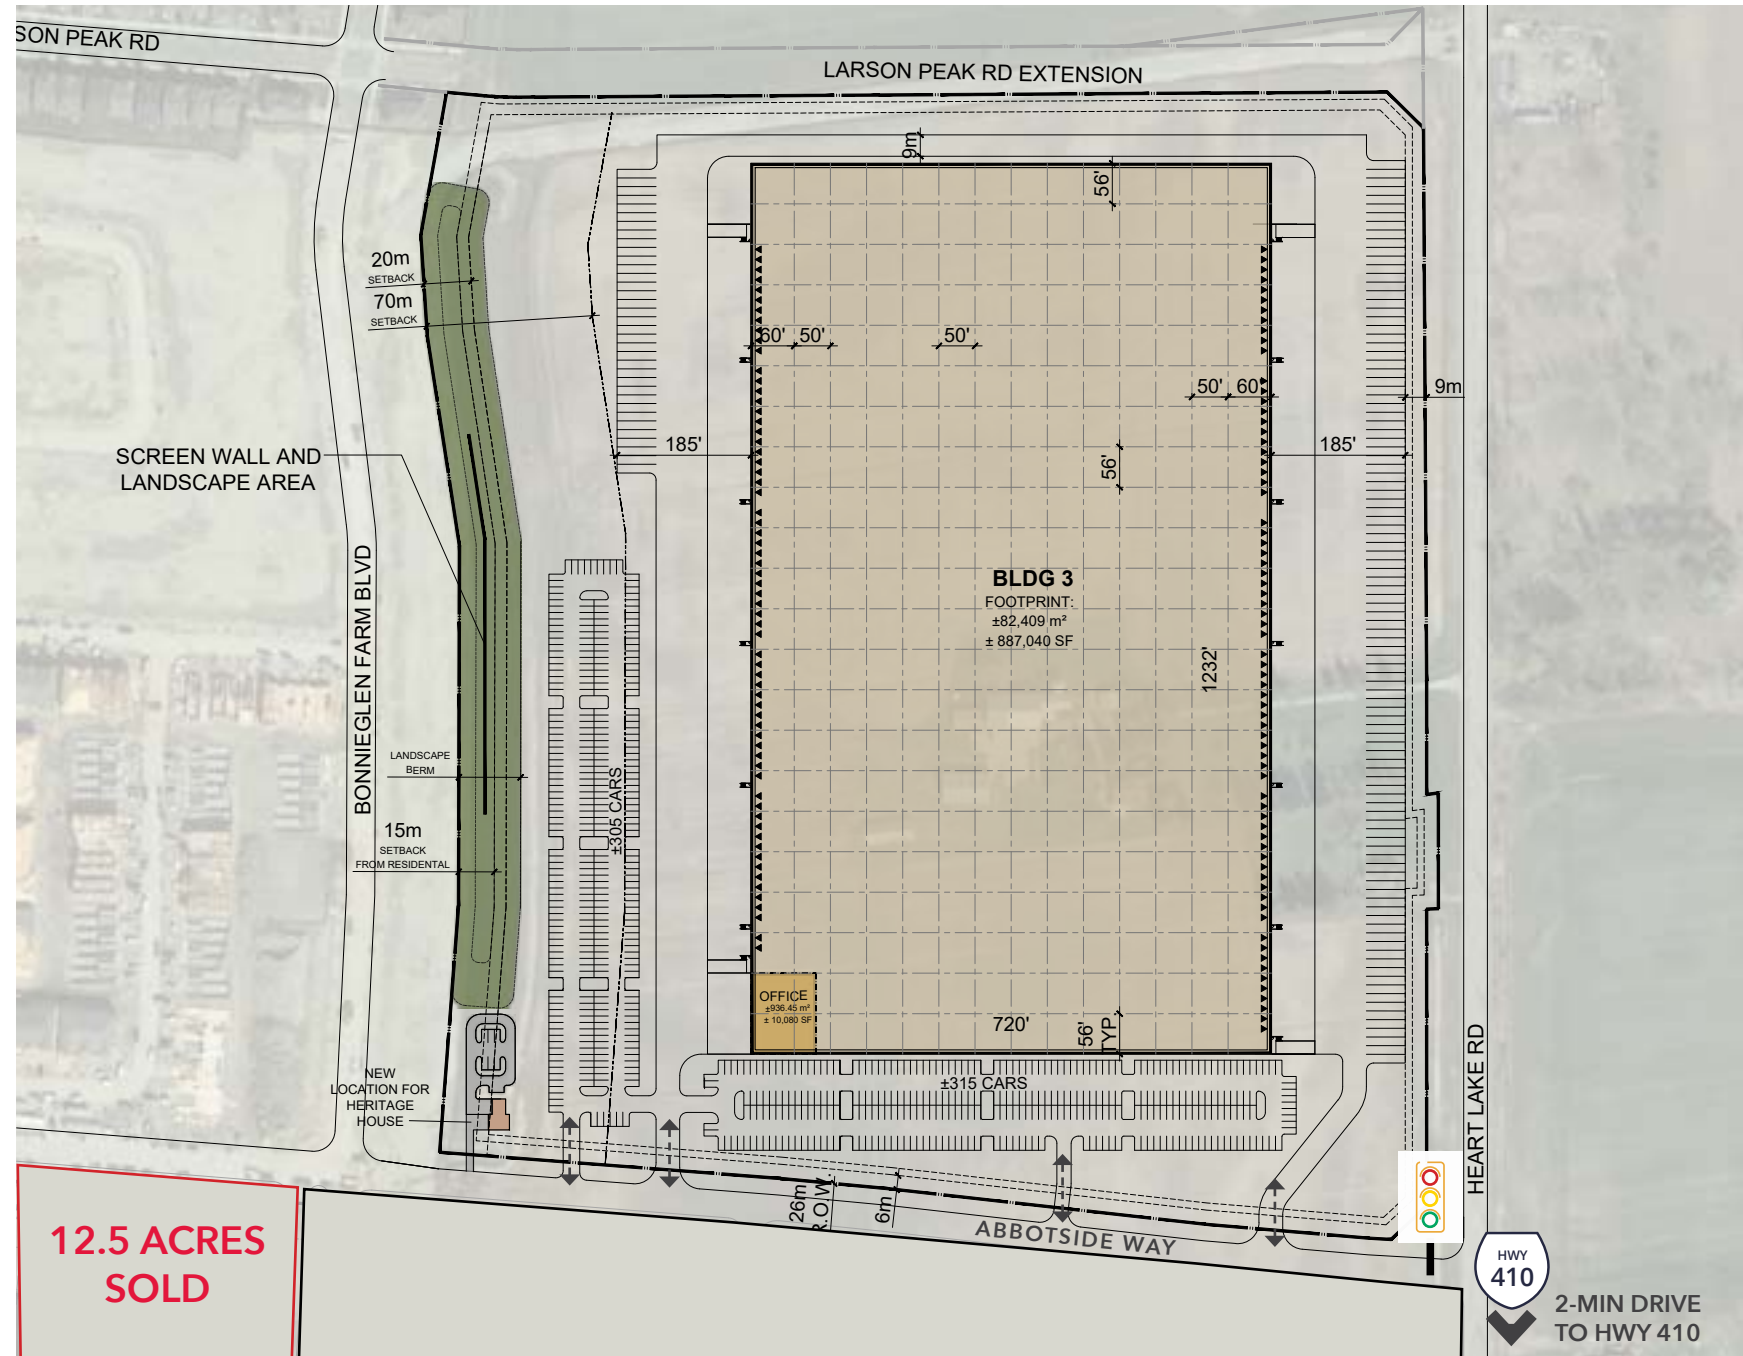 SON PEAK RD
LARSON PEAK RD EXTENSION
9m
56'
20m
SETBACK
70m
SETBACK
60'
50'
50'
50'
60'
9m
185'
185'
56'
SCREEN WALL AND
LANDSCAPE AREA
BONNIEGLEN FARM BLVD
BLDG 3
FOOTPRINT:
±82,409 m²
± 887,040 SF
1232'
LANDSCAPE
BERM
±305 CARS
15m
SETBACK
FROM RESIDENTAL
OFFICE
±936.45 m²
± 10,080 SF
720'
56'
TYP
±315 CARS
NEW
LOCATION FOR
HERITAGE
HOUSE
HEART LAKE RD
26m
R.O.W.
6m
ABBOTSIDE WAY
12.5 ACRES
SOLD
HWY
410
2-MIN DRIVE
TO HWY 410